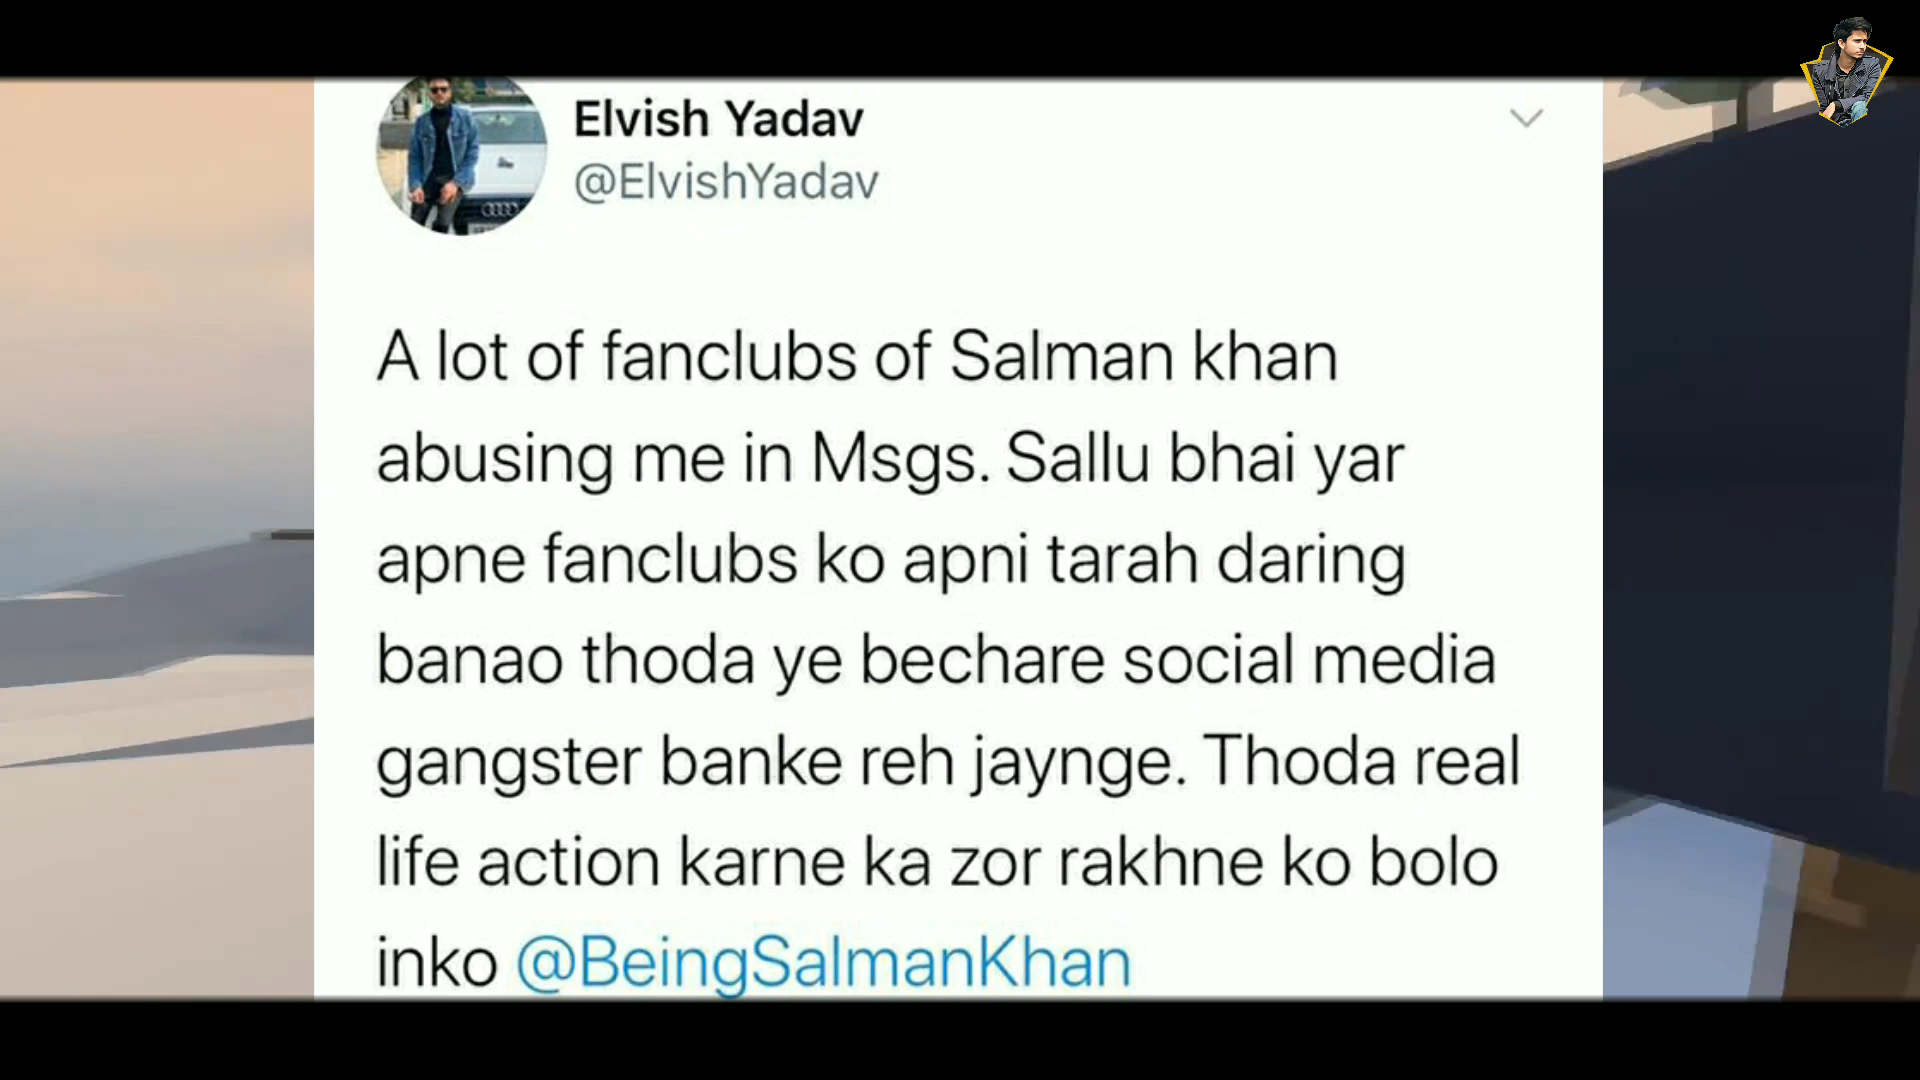 Elvish Yadav
@ElvishYadav
A lot of fanclubs of Salman khan
abusing me in Msgs. Sallu bhai yar
apne fanclubs ko apni tarah daring
banao thoda ye bechare social media
gangster banke reh jaynge. Thoda real
life action karne ka zor rakhne ko bolo
inko @BeingSalmanKhan